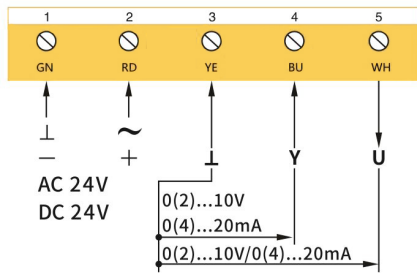 1 2 3 4 5
GN RD YE BU WH
⊥ ~ ⊥ Y U
− +
AC 24V
DC 24V
0(2)...10V
0(4)...20mA
0(2)...10V/0(4)...20mA